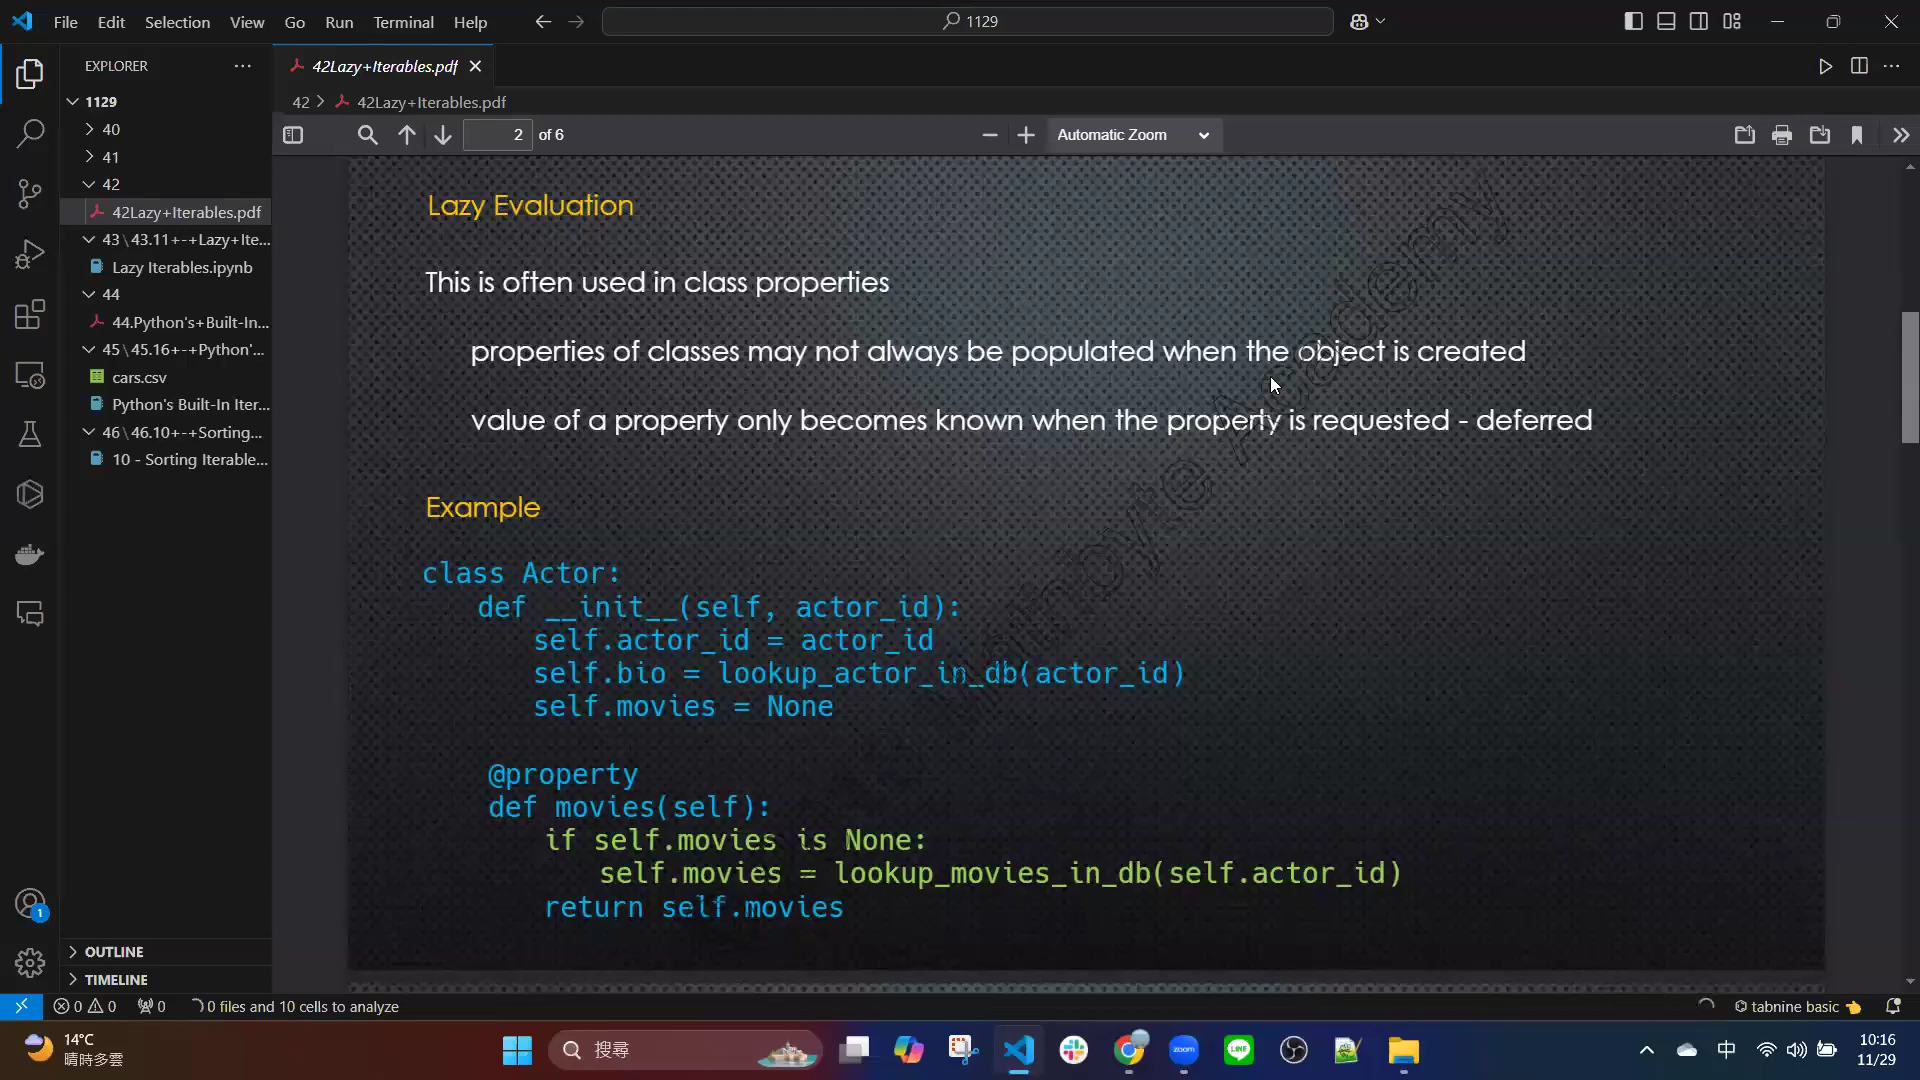 File Edit Selection View Go Run Terminal Help
1129
EXPLORER
42Lazy+Iterables.pdf
42 > 42Lazy+Iterables.pdf
2 of 6
Automatic Zoom
1129
40
41
42
42Lazy+Iterables.pdf
43\43.11+-+Lazy+Ite...
Lazy Iterables.ipynb
44
44.Python's+Built-In...
45\45.16+-+Python'...
cars.csv
Python's Built-In Iter...
46\46.10+-+Sorting...
10 - Sorting Iterable...
OUTLINE
TIMELINE
Lazy Evaluation
This is often used in class properties
properties of classes may not always be populated when the object is created
value of a property only becomes known when the property is requested - deferred
Example
class Actor:
def __init__(self, actor_id):
self.actor_id = actor_id
self.bio = lookup_actor_in_db(actor_id)
self.movies = None
@property
def movies(self):
if self.movies is None:
self.movies = lookup_movies_in_db(self.actor_id)
return self.movies
1
0 0 0 0 files and 10 cells to analyze
tabnine basic
14°C
晴時多雲
搜尋
zoom
LINE
中
10:16
11/29